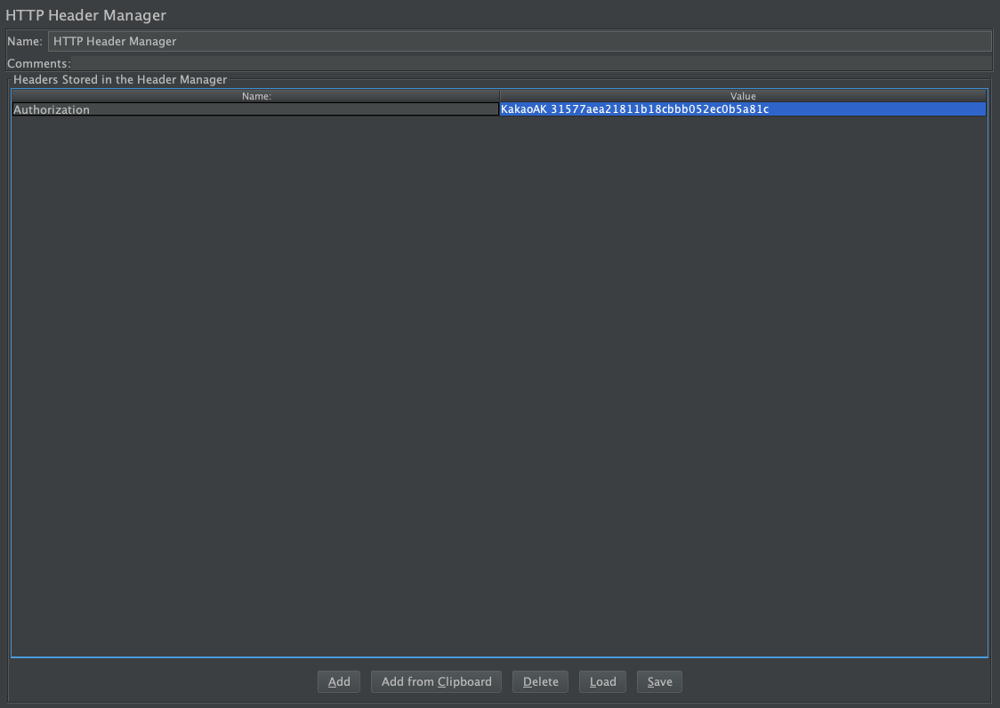 HTTP Header Manager
Name: HTTP Header Manager
Comments:
Headers Stored in the Header Manager
Name: Value
Authorization KakaoAK 31577aea21811b18cbbb052ec0b5a81c
Add Add from Clipboard Delete Load Save